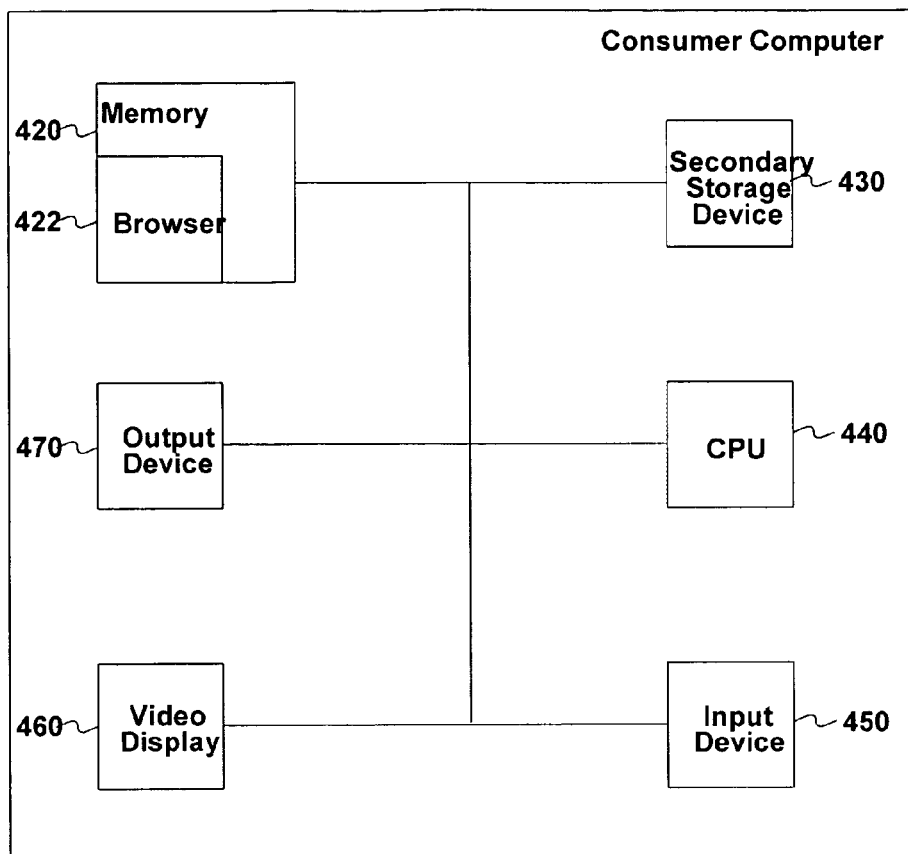 Consumer Computer
420
Memory
422
Browser
Secondary
Storage
Device
430
470
Output
Device
CPU
440
460
Video
Display
Input
Device
450